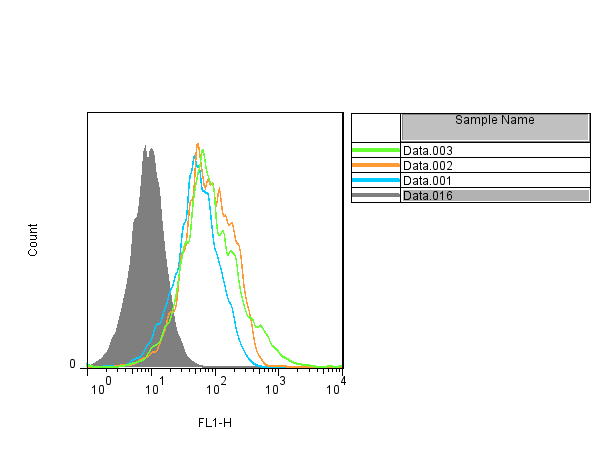 Sample Name
Data.003
Data.002
Data.001
Data.016
Count
0
10^0 10^1 10^2 10^3 10^4
FL1-H